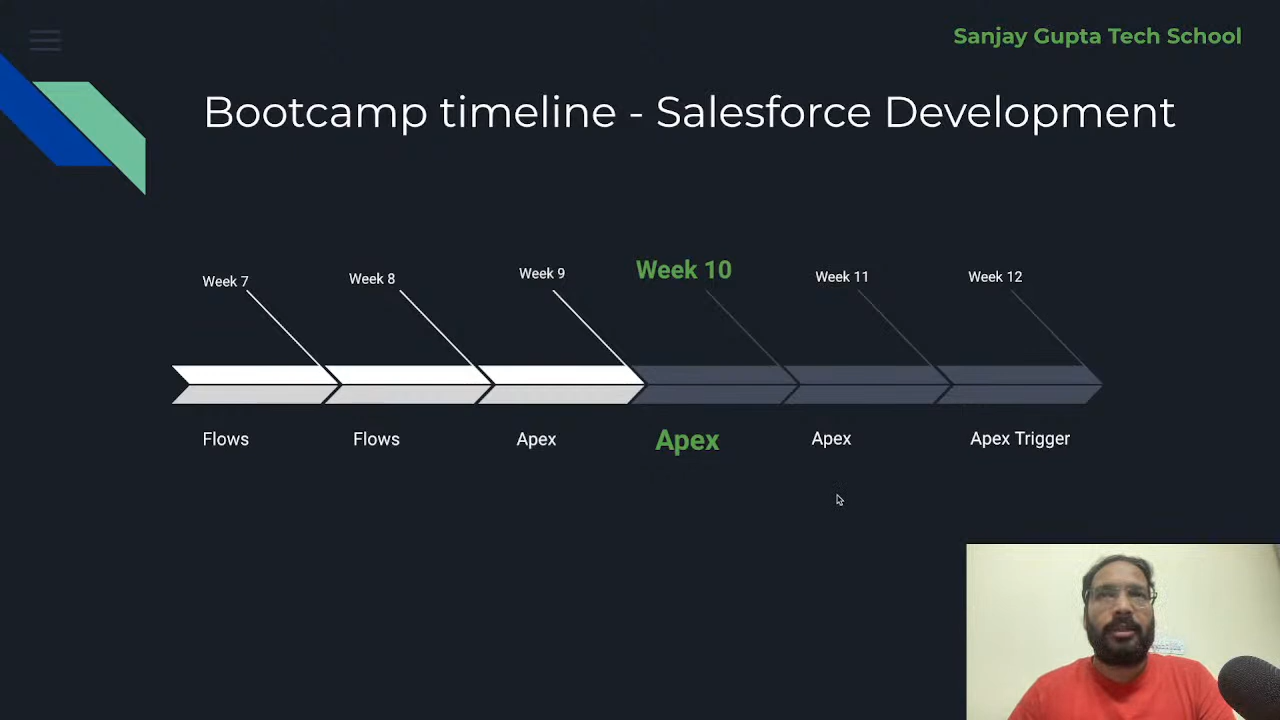 Sanjay Gupta Tech School
Bootcamp timeline - Salesforce Development
Week 7
Week 8
Week 9
Week 10
Week 11
Week 12
Flows
Flows
Apex
Apex
Apex
Apex Trigger